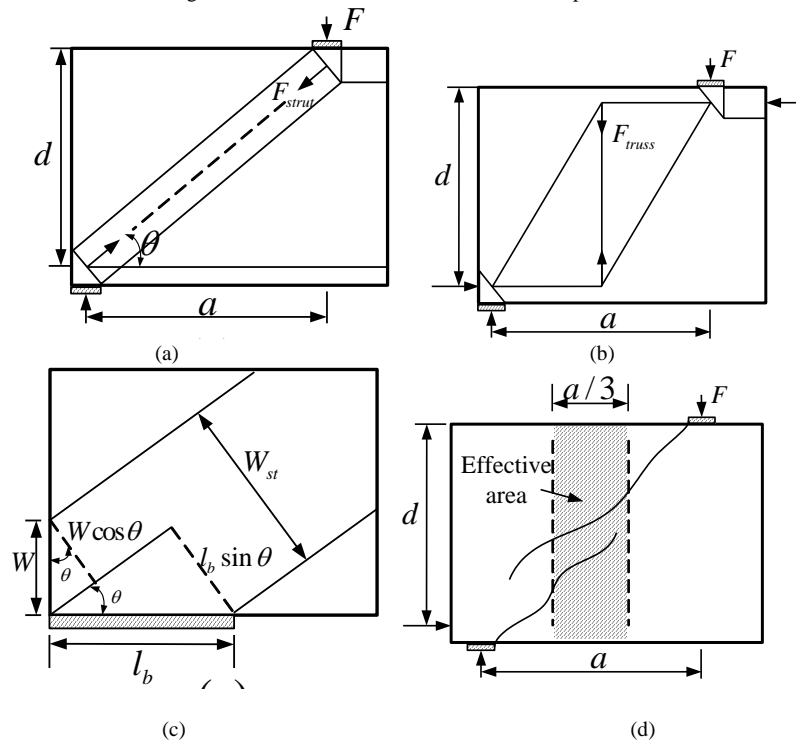 F
F_strut
d
θ
a
(a)
F
F_truss
d
a
(b)
W_st
W cos θ
l_b sin θ
W
θ
θ
l_b
(c)
a / 3
F
Effective
area
d
a
(d)